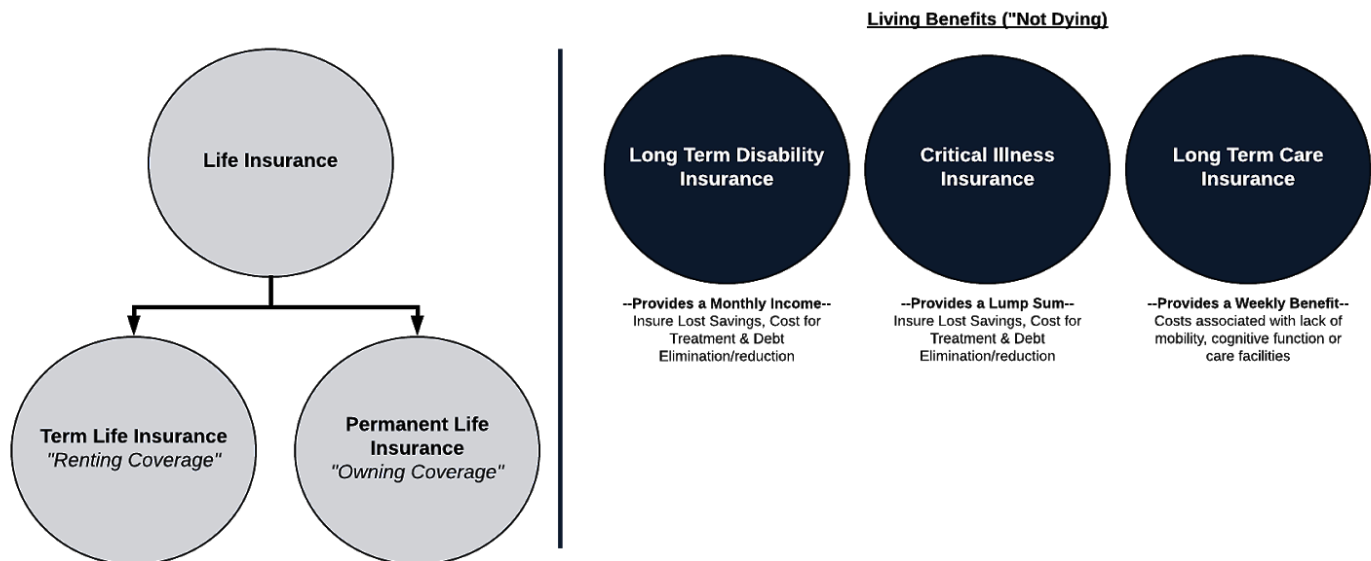 Living Benefits ("Not Dying)
Life Insurance
Term Life Insurance
"Renting Coverage"
Permanent Life
Insurance
"Owning Coverage"
Long Term Disability
Insurance
--Provides a Monthly Income--
Insure Lost Savings, Cost for
Treatment & Debt
Elimination/reduction
Critical Illness
Insurance
--Provides a Lump Sum--
Insure Lost Savings, Cost for
Treatment & Debt
Elimination/reduction
Long Term Care
Insurance
--Provides a Weekly Benefit--
Costs associated with lack of
mobility, cognitive function or
care facilities